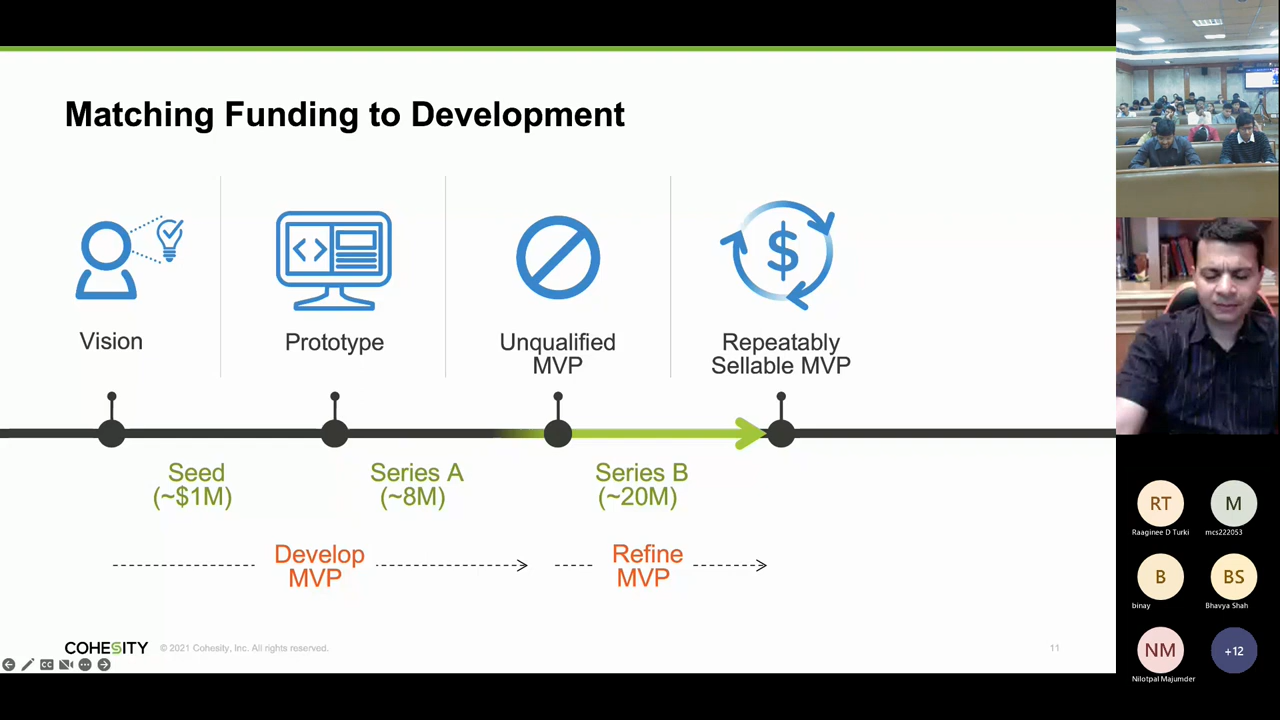 Matching Funding to Development
Vision
Prototype
Unqualified
MVP
Repeatably
Sellable MVP
Seed
(~$1M)
Series A
(~8M)
Series B
(~20M)
Develop
MVP
Refine
MVP
COHESITY
© 2021 Cohesity, Inc. All rights reserved.
11
CC
RT
Raaginee D Turki
M
mcs222053
B
binay
BS
Bhavya Shah
NM
Nilotpal Majumder
+12